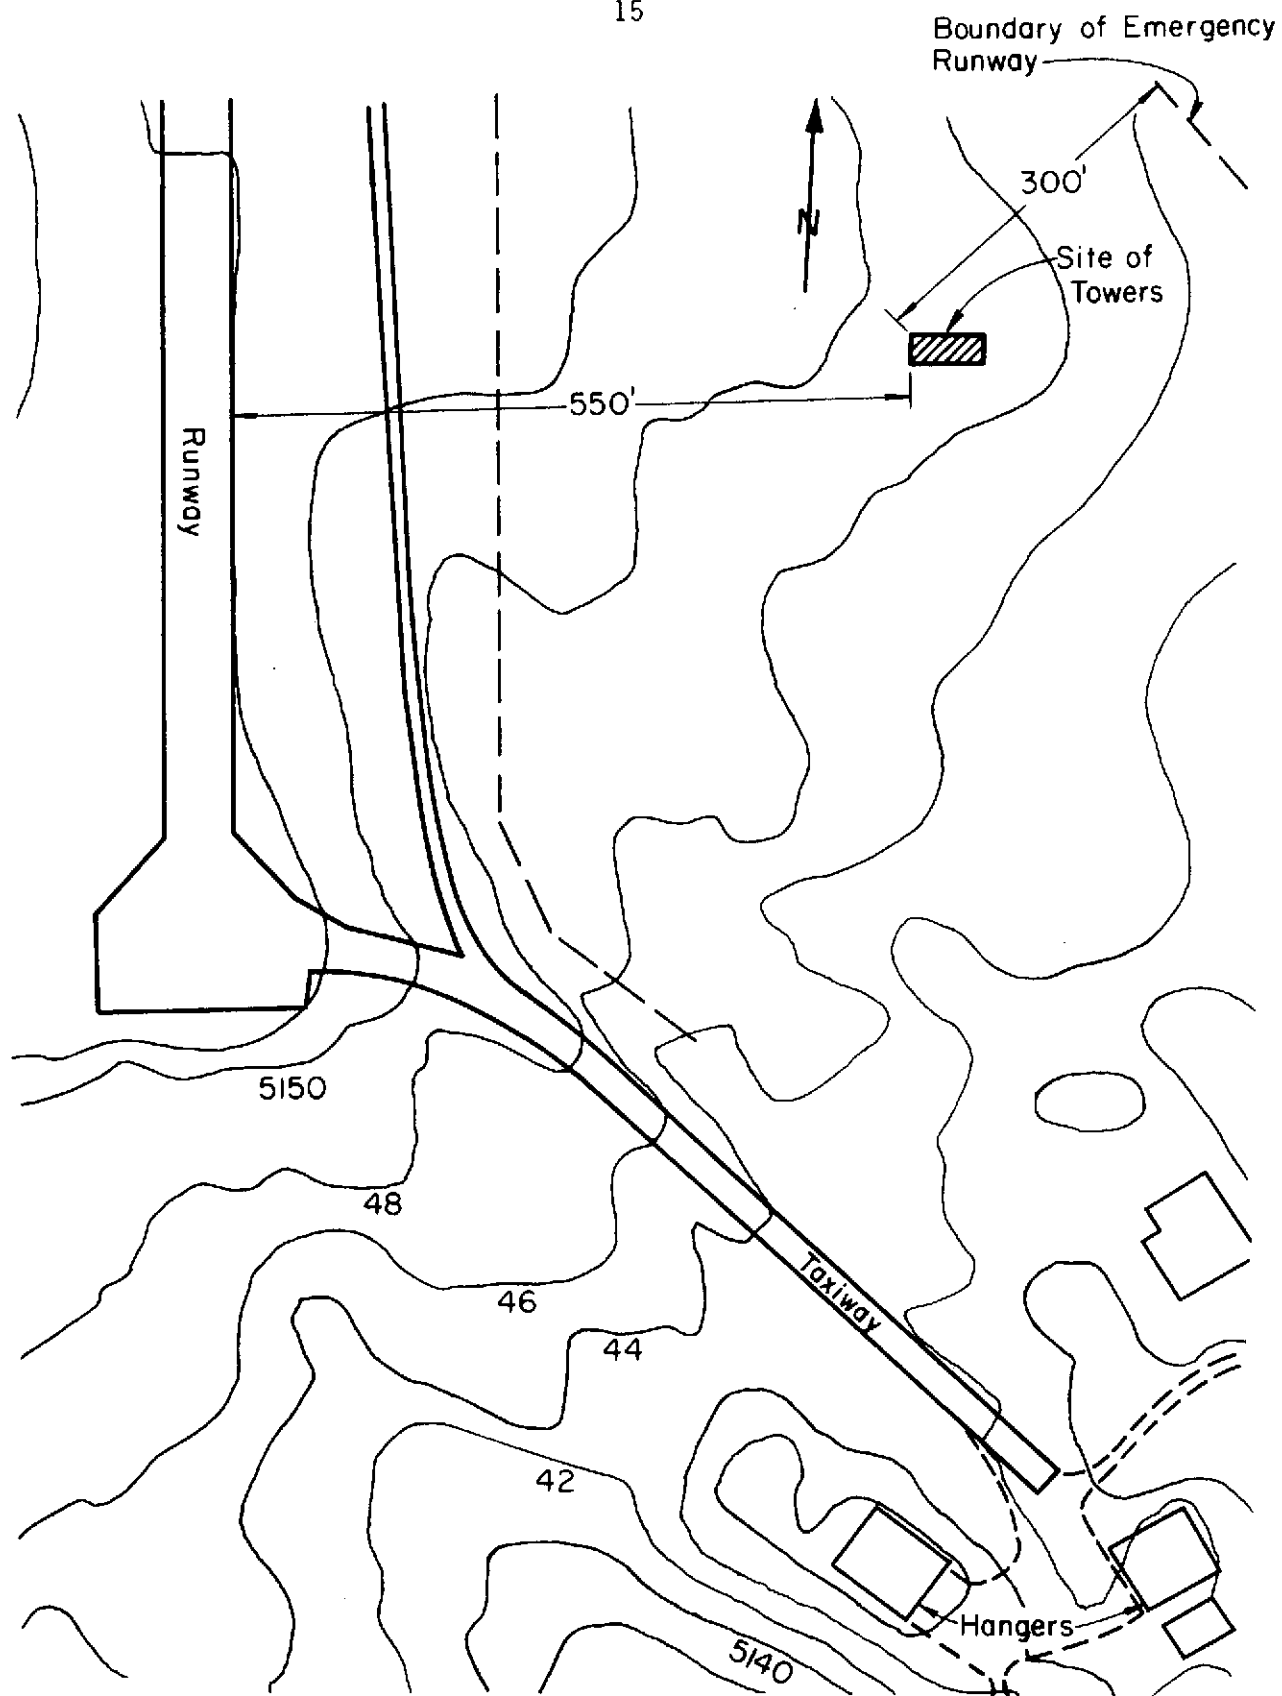 15
Boundary of Emergency
Runway
300'
N
Site of
Towers
550'
Runway
5150
48
46
44
Taxiway
42
Hangers
5140